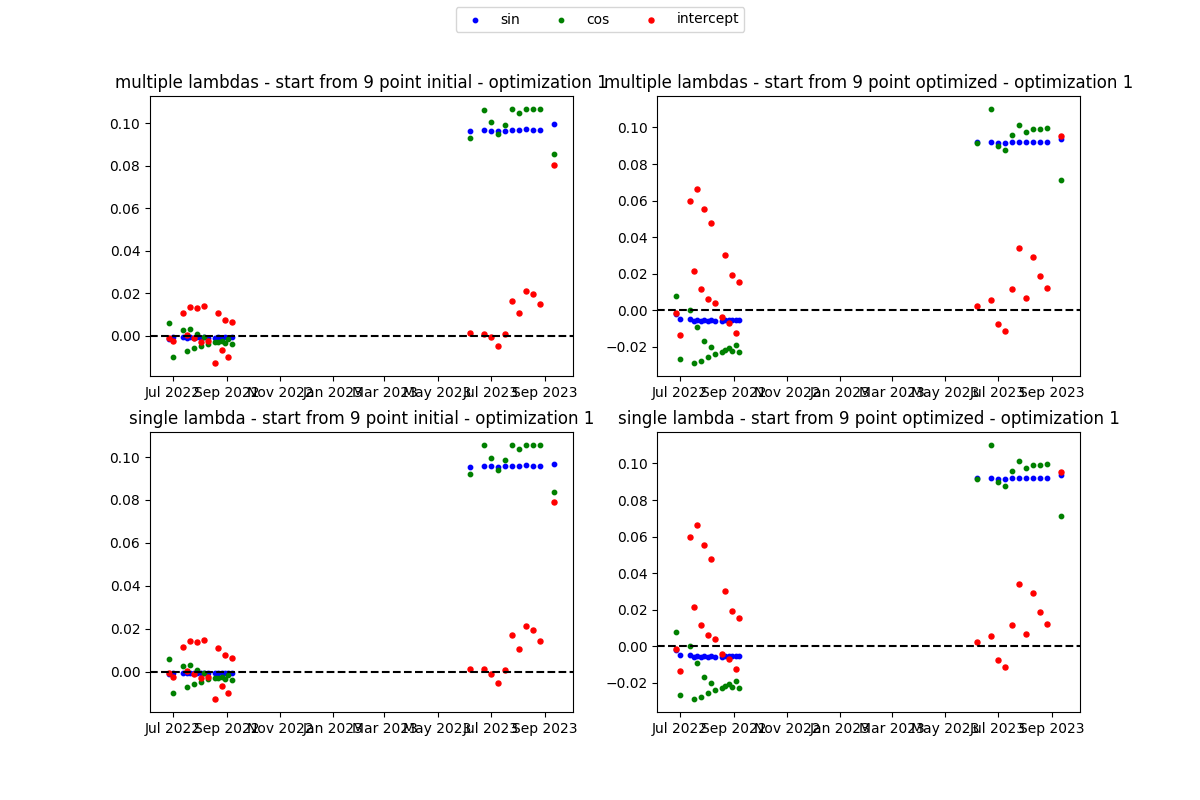 sin cos intercept
multiple lambdas - start from 9 point initial - optimization 1
multiple lambdas - start from 9 point optimized - optimization 1
0.10
0.08
0.06
0.04
0.02
0.00
Jul 2022 Sep 2022 Nov 2022 Jan 2023 Mar 2023 May 2023 Jul 2023 Sep 2023
0.10
0.08
0.06
0.04
0.02
0.00
−0.02
Jul 2022 Sep 2022 Nov 2022 Jan 2023 Mar 2023 May 2023 Jul 2023 Sep 2023
single lambda - start from 9 point initial - optimization 1
single lambda - start from 9 point optimized - optimization 1
0.10
0.08
0.06
0.04
0.02
0.00
Jul 2022 Sep 2022 Nov 2022 Jan 2023 Mar 2023 May 2023 Jul 2023 Sep 2023
0.10
0.08
0.06
0.04
0.02
0.00
−0.02
Jul 2022 Sep 2022 Nov 2022 Jan 2023 Mar 2023 May 2023 Jul 2023 Sep 2023